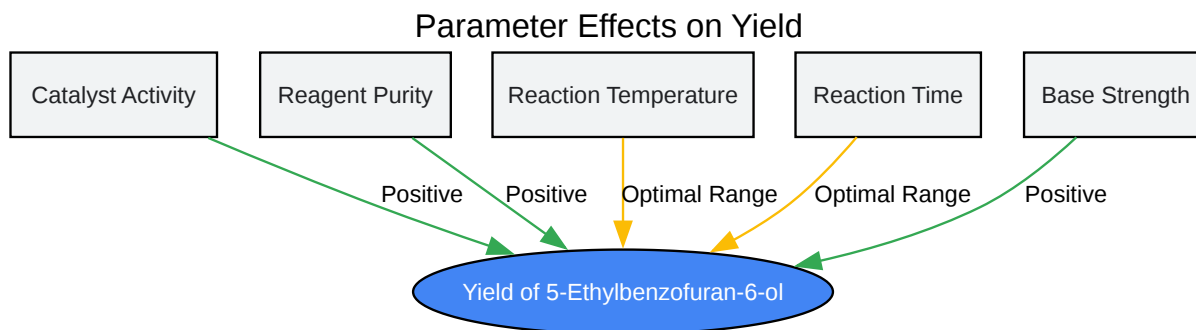 Parameter Effects on Yield
Catalyst Activity
Reagent Purity
Reaction Temperature
Reaction Time
Base Strength
Positive
Positive
Optimal Range
Optimal Range
Positive
Yield of 5-Ethylbenzofuran-6-ol